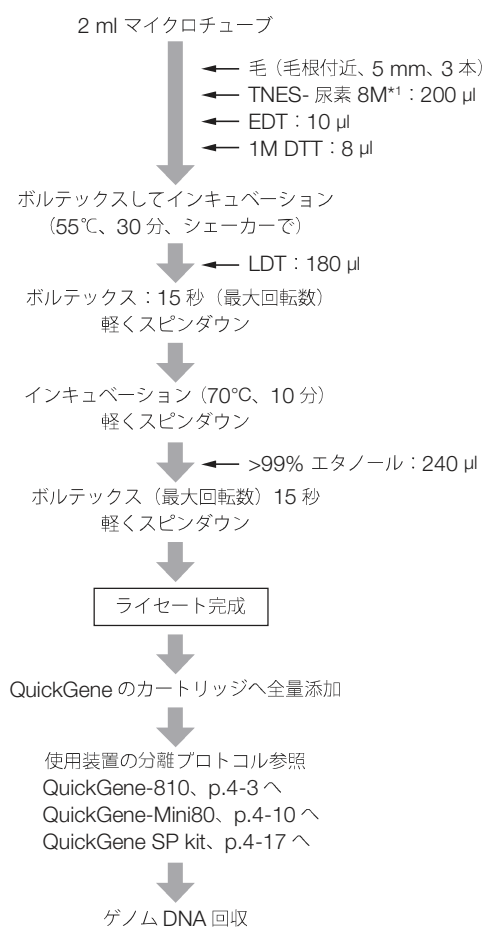 2 ml マイクロチューブ
毛（毛根付近、5 mm、3 本）
TNES- 尿素 8M*1：200 μl
EDT：10 μl
1M DTT：8 μl
ボルテックスしてインキュベーション
（55℃、30 分、シェーカーで）
LDT：180 μl
ボルテックス：15 秒（最大回転数）
軽くスピンダウン
インキュベーション（70℃、10 分）
軽くスピンダウン
>99% エタノール：240 μl
ボルテックス（最大回転数）15 秒
軽くスピンダウン
ライセート完成
QuickGene のカートリッジへ全量添加
使用装置の分離プロトコル参照
QuickGene-810、p.4-3 へ
QuickGene-Mini80、p.4-10 へ
QuickGene SP kit、p.4-17 へ
ゲノム DNA 回収